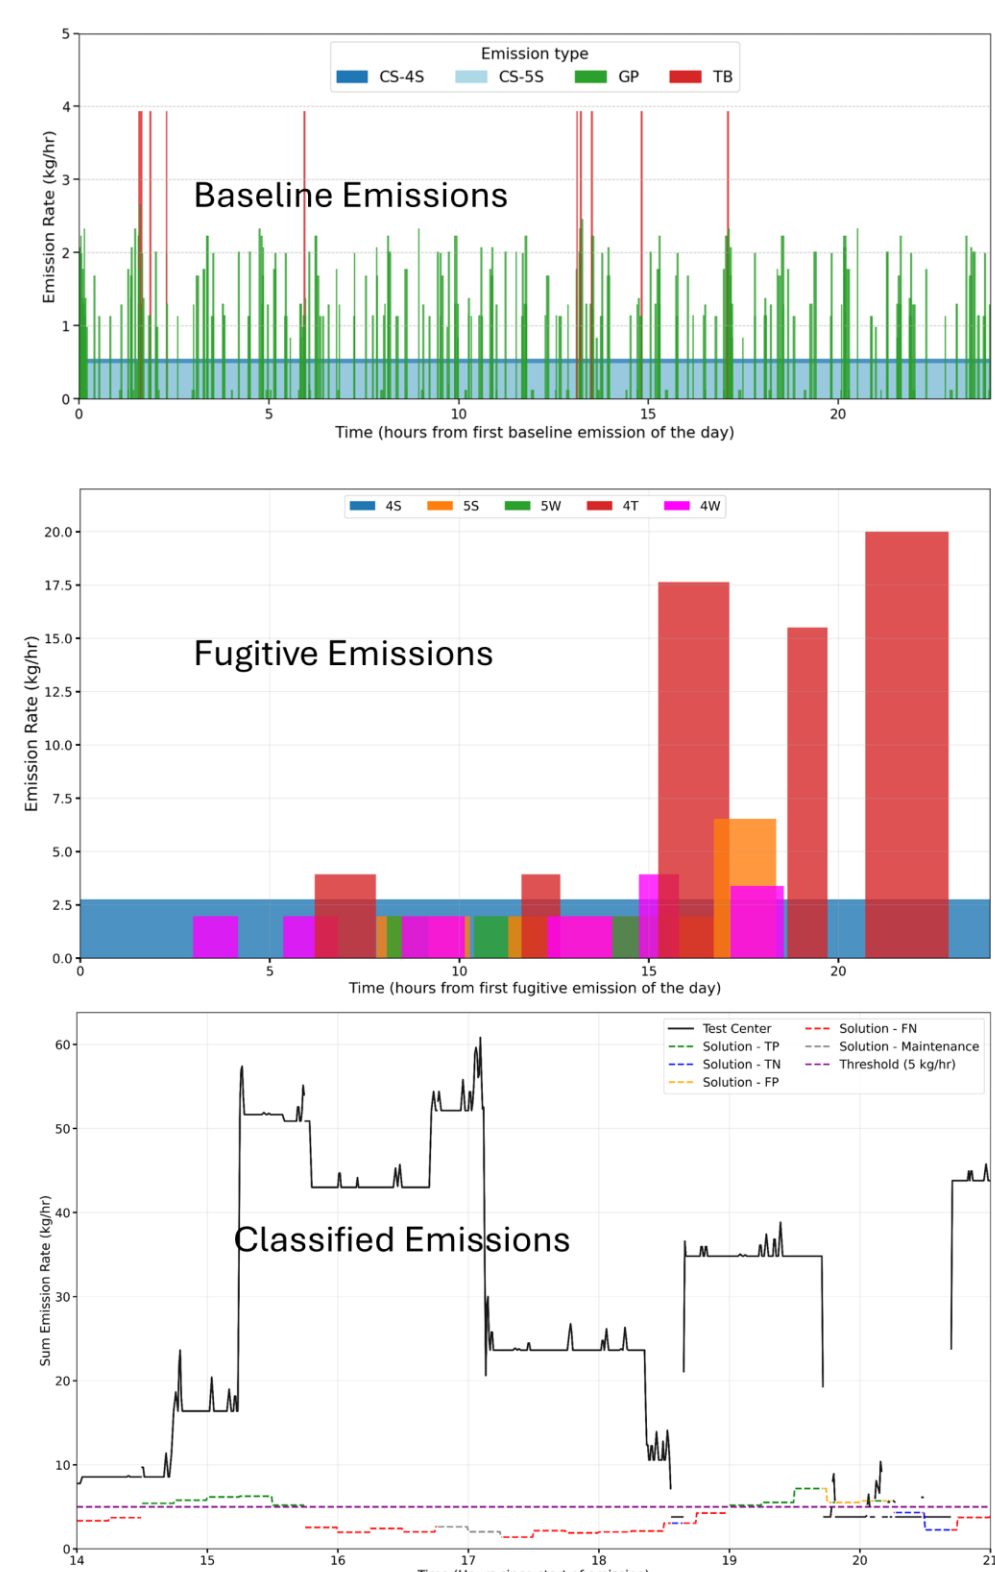 5
Emission type
CS-4S CS-5S GP TB
4
3
Baseline Emissions
2
1
0
Emission Rate (kg/hr)
0 5 10 15 20
Time (hours from first baseline emission of the day)
4S 5S 5W 4T 4W
20.0
17.5
15.0
Fugitive Emissions
12.5
10.0
7.5
5.0
2.5
0.0
Emission Rate (kg/hr)
0 5 10 15 20
Time (hours from first fugitive emission of the day)
Test Center Solution - FN
Solution - TP Solution - Maintenance
Solution - TN Threshold (5 kg/hr)
Solution - FP
60
50
40
Classified Emissions
30
20
10
0
Sum Emission Rate (kg/hr)
14 15 16 17 18 19 20 21
Time (Hours since start of emission)